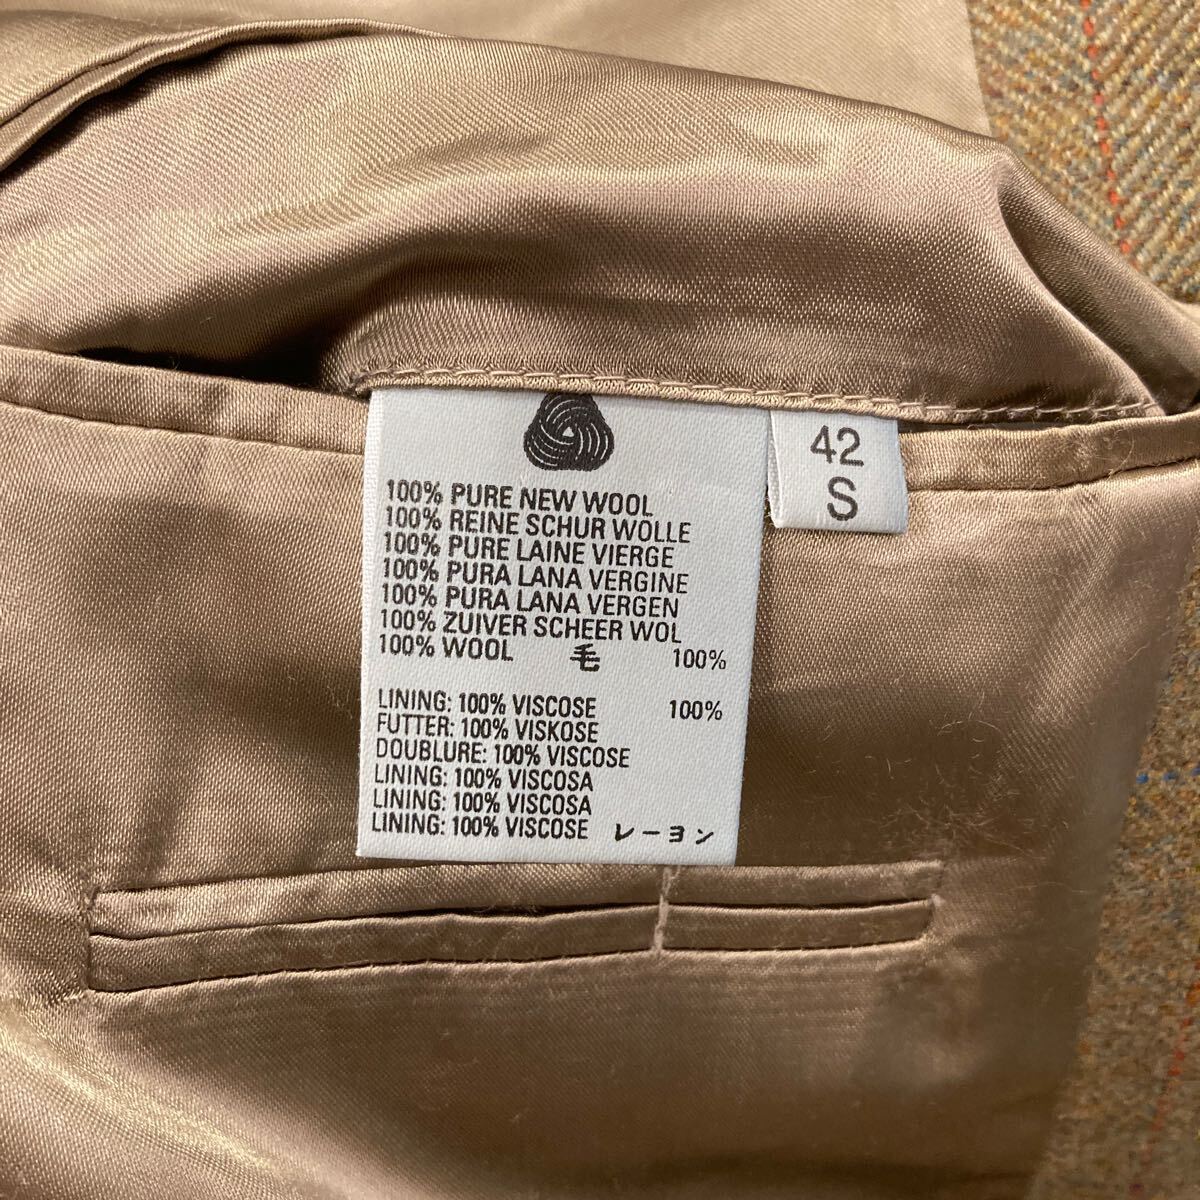 100% PURE NEW WOOL
100% REINE SCHUR WOLLE
100% PURE LAINE VIERGE
100% PURA LANA VERGINE
100% PURA LANA VERGEN
100% ZUIVER SCHEER WOL
100% WOOL 毛 100%
LINING: 100% VISCOSE 100%
FUTTER: 100% VISKOSE
DOUBLURE: 100% VISCOSE
LINING: 100% VISCOSA
LINING: 100% VISCOSA
LINING: 100% VISCOSE レーヨン
42
S